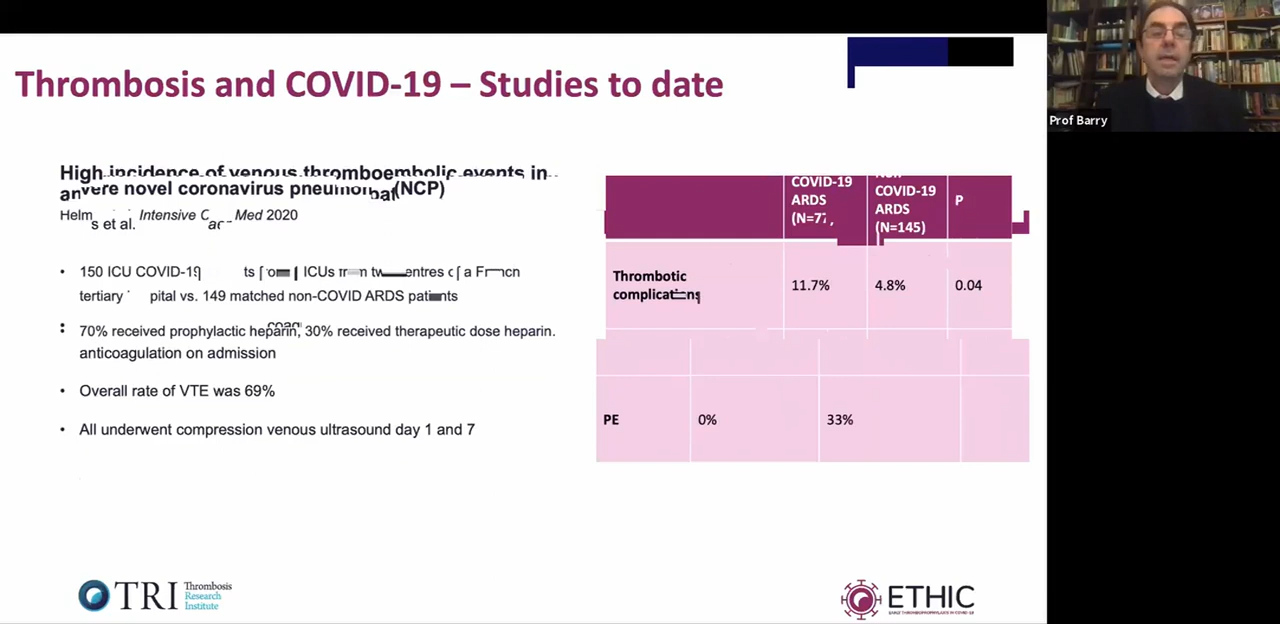 Thrombosis and COVID-19 – Studies to date
Prof Barry
High incidence of venous thromboembolic events in
novel coronavirus (NCP)
Intensive Med 2020
et al.
150 ICU COVID-19 ICUs a
tertiary vs. 149 matched non-COVID ARDS patients
70% received prophylactic heparin, 30% received therapeutic dose heparin.
anticoagulation on admission
Overall rate of VTE was 69%
All underwent compression venous ultrasound day 1 and 7
COVID-19
ARDS
COVID-19
ARDS
(N=145)
P
Thrombotic
complications
11.7%
4.8%
0.04
PE
0%
33%
TRI
Thrombosis
Research
Institute
ETHIC